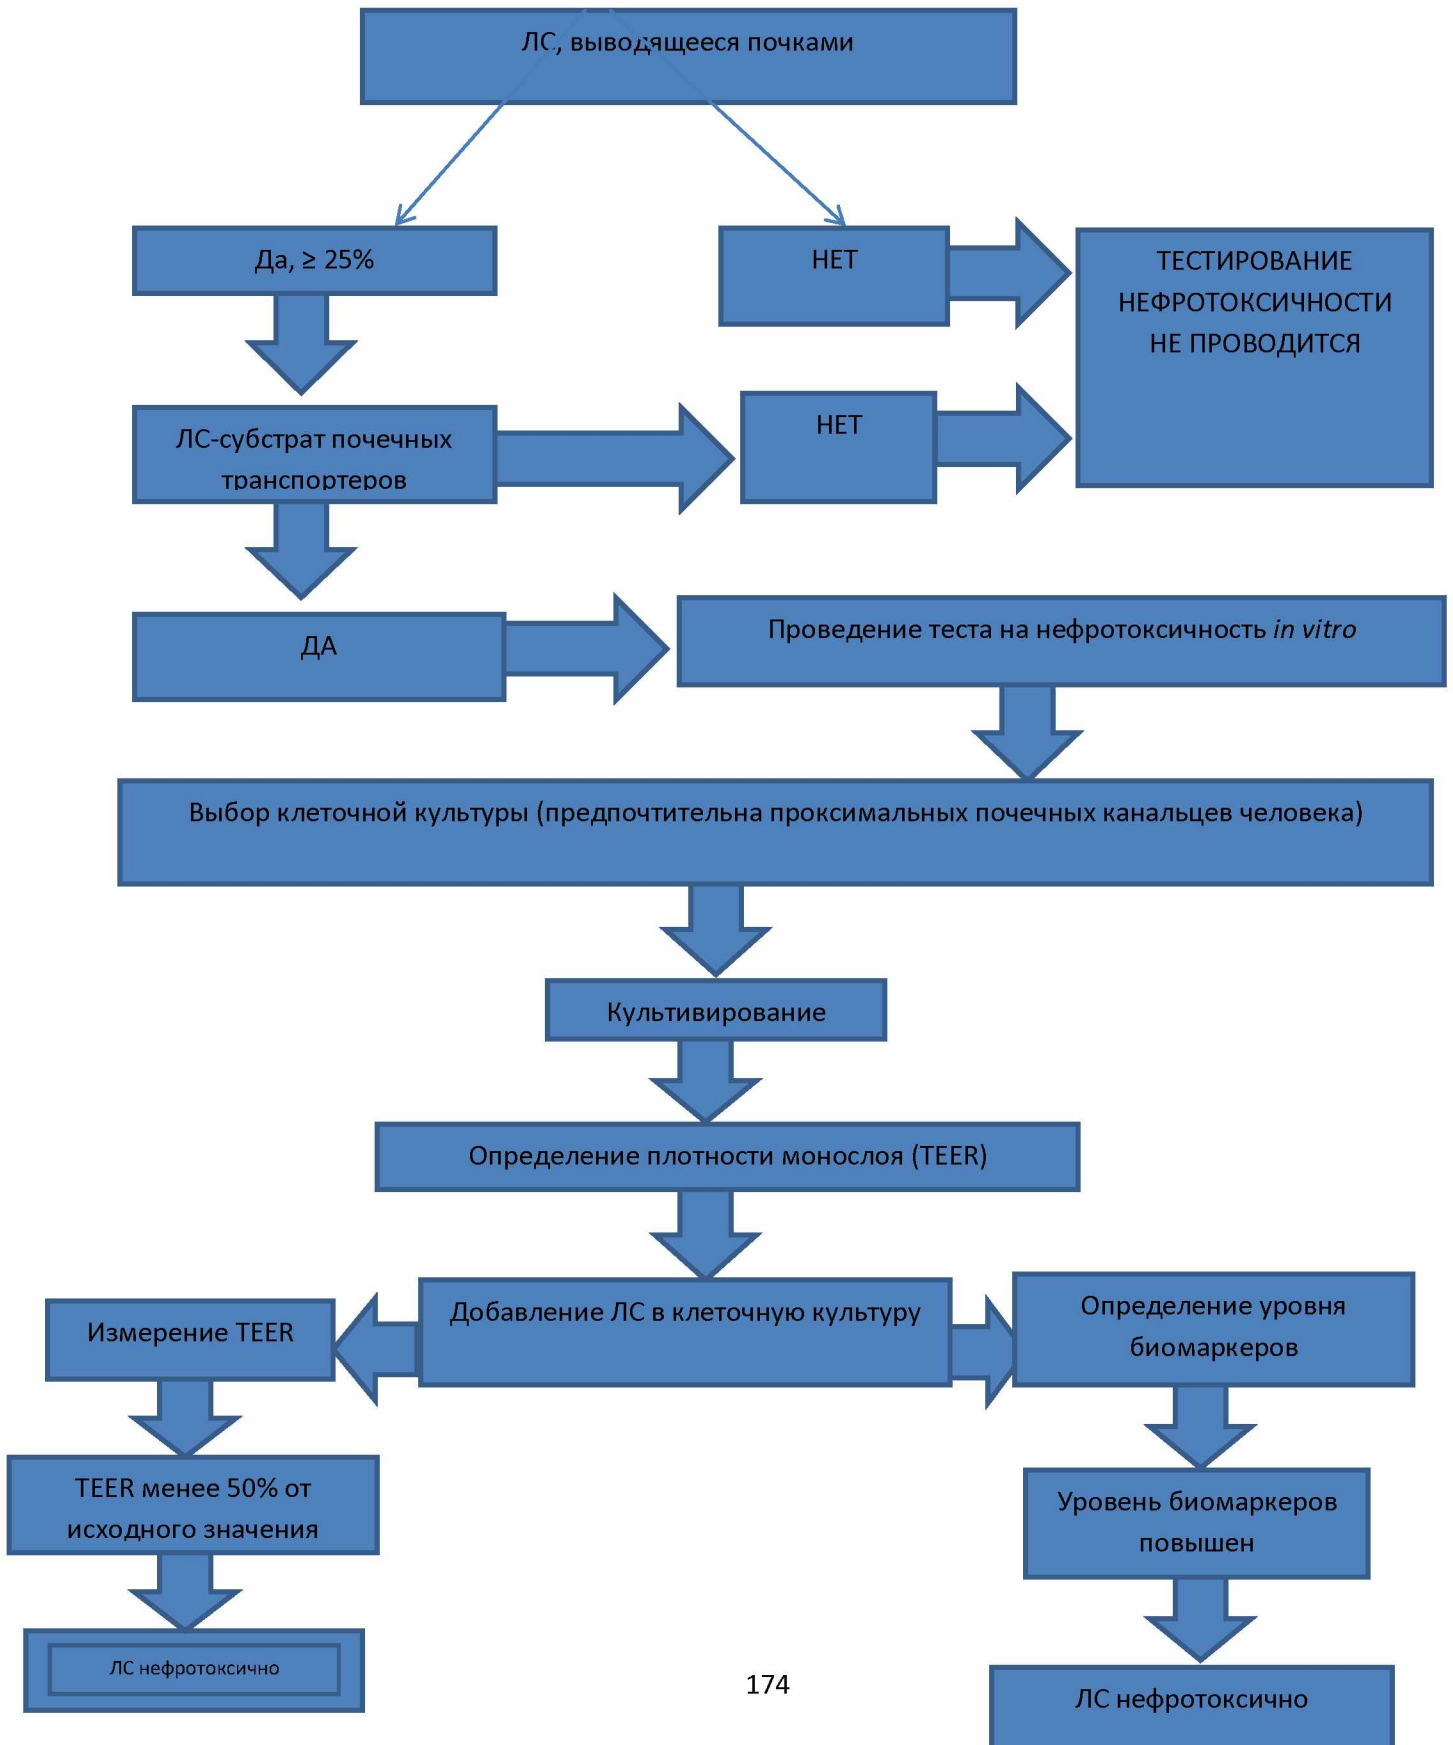 ЛС, выводящееся почками
Да, ≥ 25%
НЕТ
ТЕСТИРОВАНИЕ
НЕФРОТОКСИЧНОСТИ
НЕ ПРОВОДИТСЯ
ЛС-субстрат почечных
транспортеров
НЕТ
ДА
Проведение теста на нефротоксичность in vitro
Выбор клеточной культуры (предпочтительна проксимальных почечных канальцев человека)
Культивирование
Определение плотности монослоя (TEER)
Добавление ЛС в клеточную культуру
Измерение TEER
Определение уровня
биомаркеров
TEER менее 50% от
исходного значения
Уровень биомаркеров
повышен
ЛС нефротоксично
ЛС нефротоксично
174